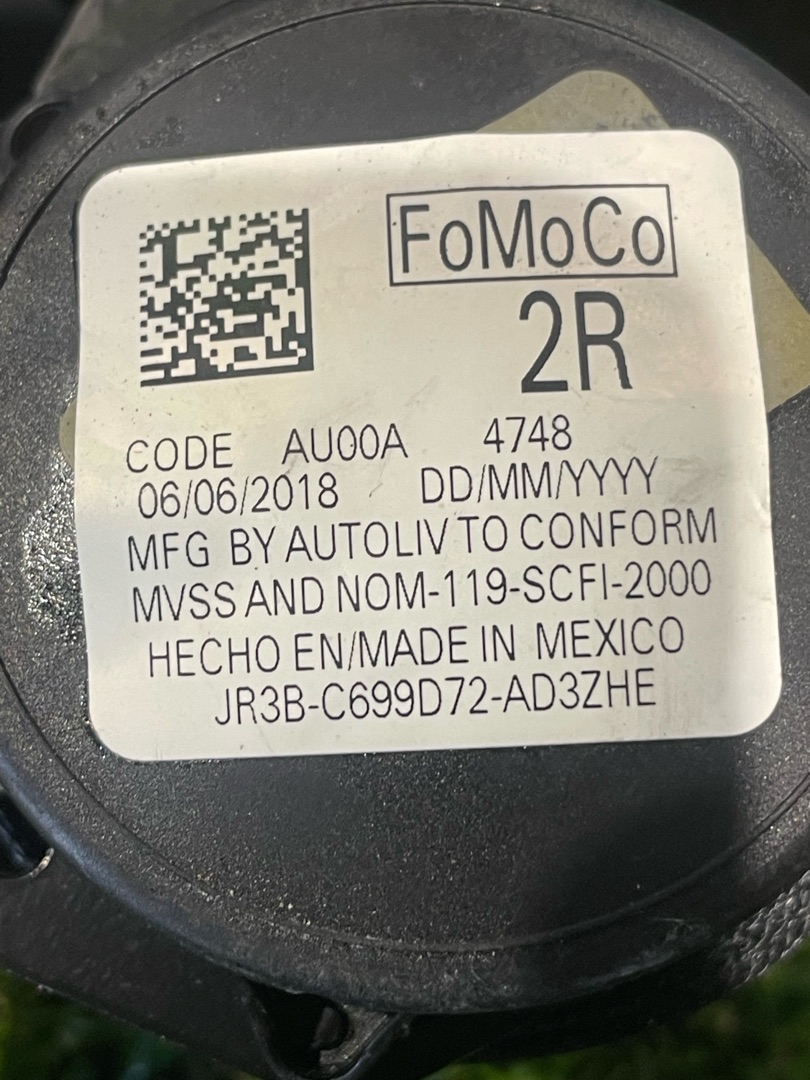 FoMoCo
2R
CODE AU00A 4748
06/06/2018 DD/MM/YYYY
MFG BY AUTOLIV TO CONFORM
MVSS AND NOM-119-SCFI-2000
HECHO EN/MADE IN MEXICO
JR3B-C699D72-AD3ZHE